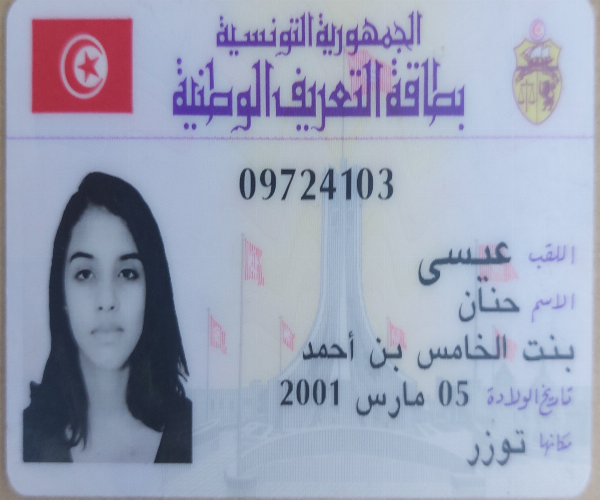 الجمهورية التونسية
بطاقة التعريف الوطنية
09724103
اللقب عيسى
الاسم حنان
بنت الخامس بن أحمد
تاريخ الولادة 05 مارس 2001
مكانها توزر